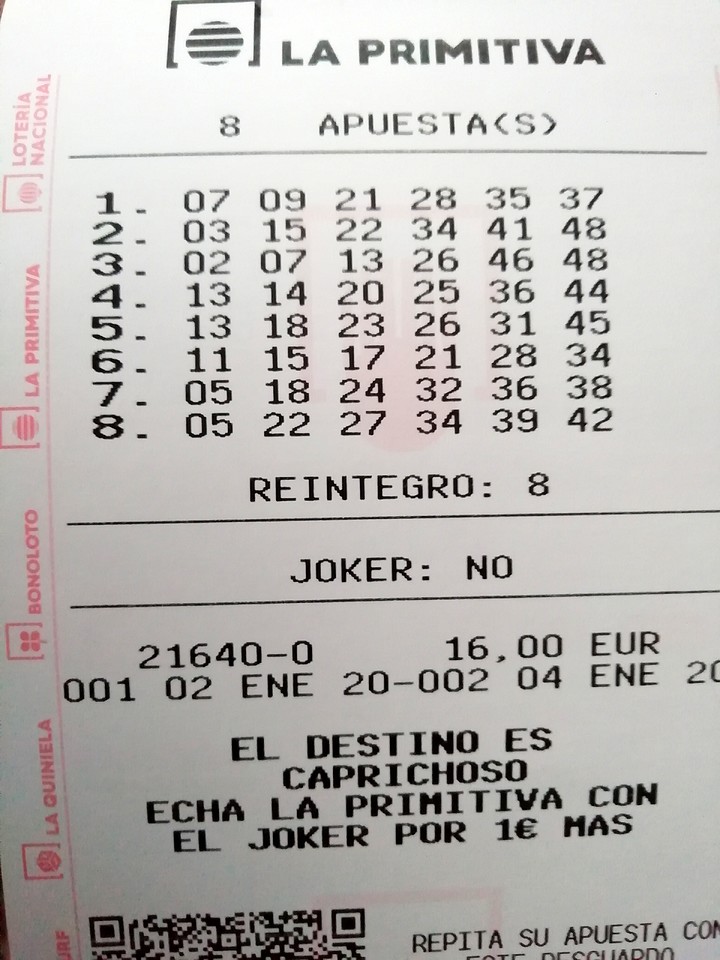 LA PRIMITIVA
8 APUESTA(S)
1. 07 09 21 28 35 37
2. 03 15 22 34 41 48
3. 02 07 13 26 46 48
4. 13 14 20 25 36 44
5. 13 18 23 26 31 45
6. 11 15 17 21 28 34
7. 05 18 24 32 36 38
8. 05 22 27 34 39 42
REINTEGRO: 8
JOKER: NO
21640-0 16,00 EUR
001 02 ENE 20-002 04 ENE 20
EL DESTINO ES
CAPRICHOSO
ECHA LA PRIMITIVA CON
EL JOKER POR 1€ MAS
REPITA SU APUESTA CON
ESTE RESGUARDO
LOTERÍA
NACIONAL
LA PRIMITIVA
BONOLOTO
LA QUINIELA